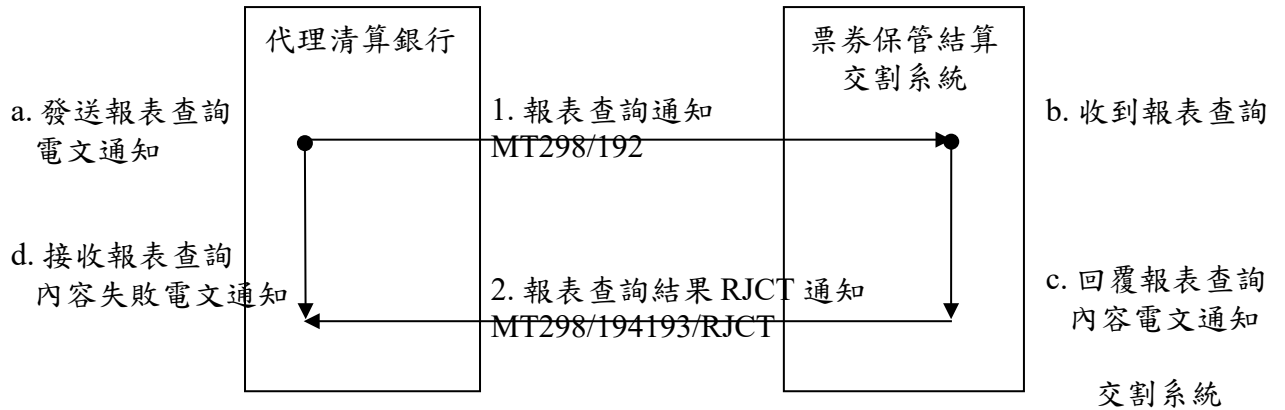 代理清算銀行
票券保管結算
交割系統
a. 發送報表查詢
電文通知
1. 報表查詢通知
MT298/192
b. 收到報表查詢
d. 接收報表查詢
內容失敗電文通知
2. 報表查詢結果 RJCT 通知
MT298/194193/RJCT
c. 回覆報表查詢
內容電文通知
交割系統